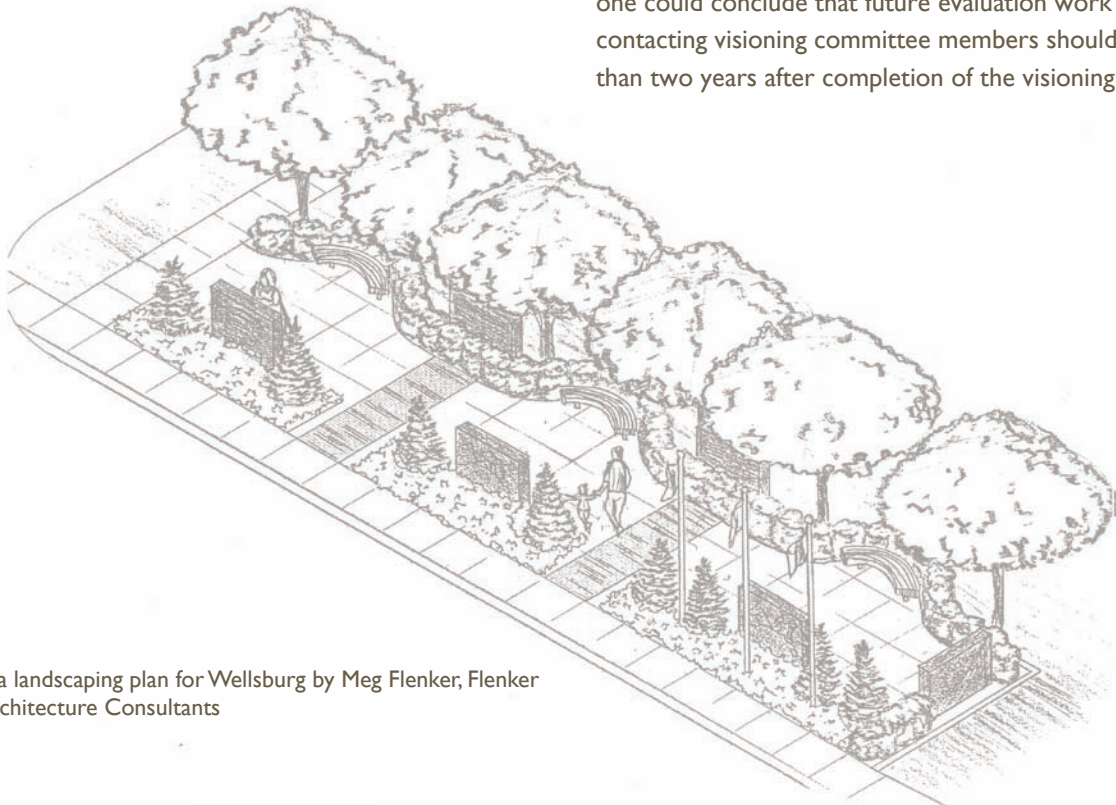 one could conclude that future evaluation work
contacting visioning committee members should
than two years after completion of the visioning
a landscaping plan for Wellsburg by Meg Flenker, Flenker
chitecture Consultants